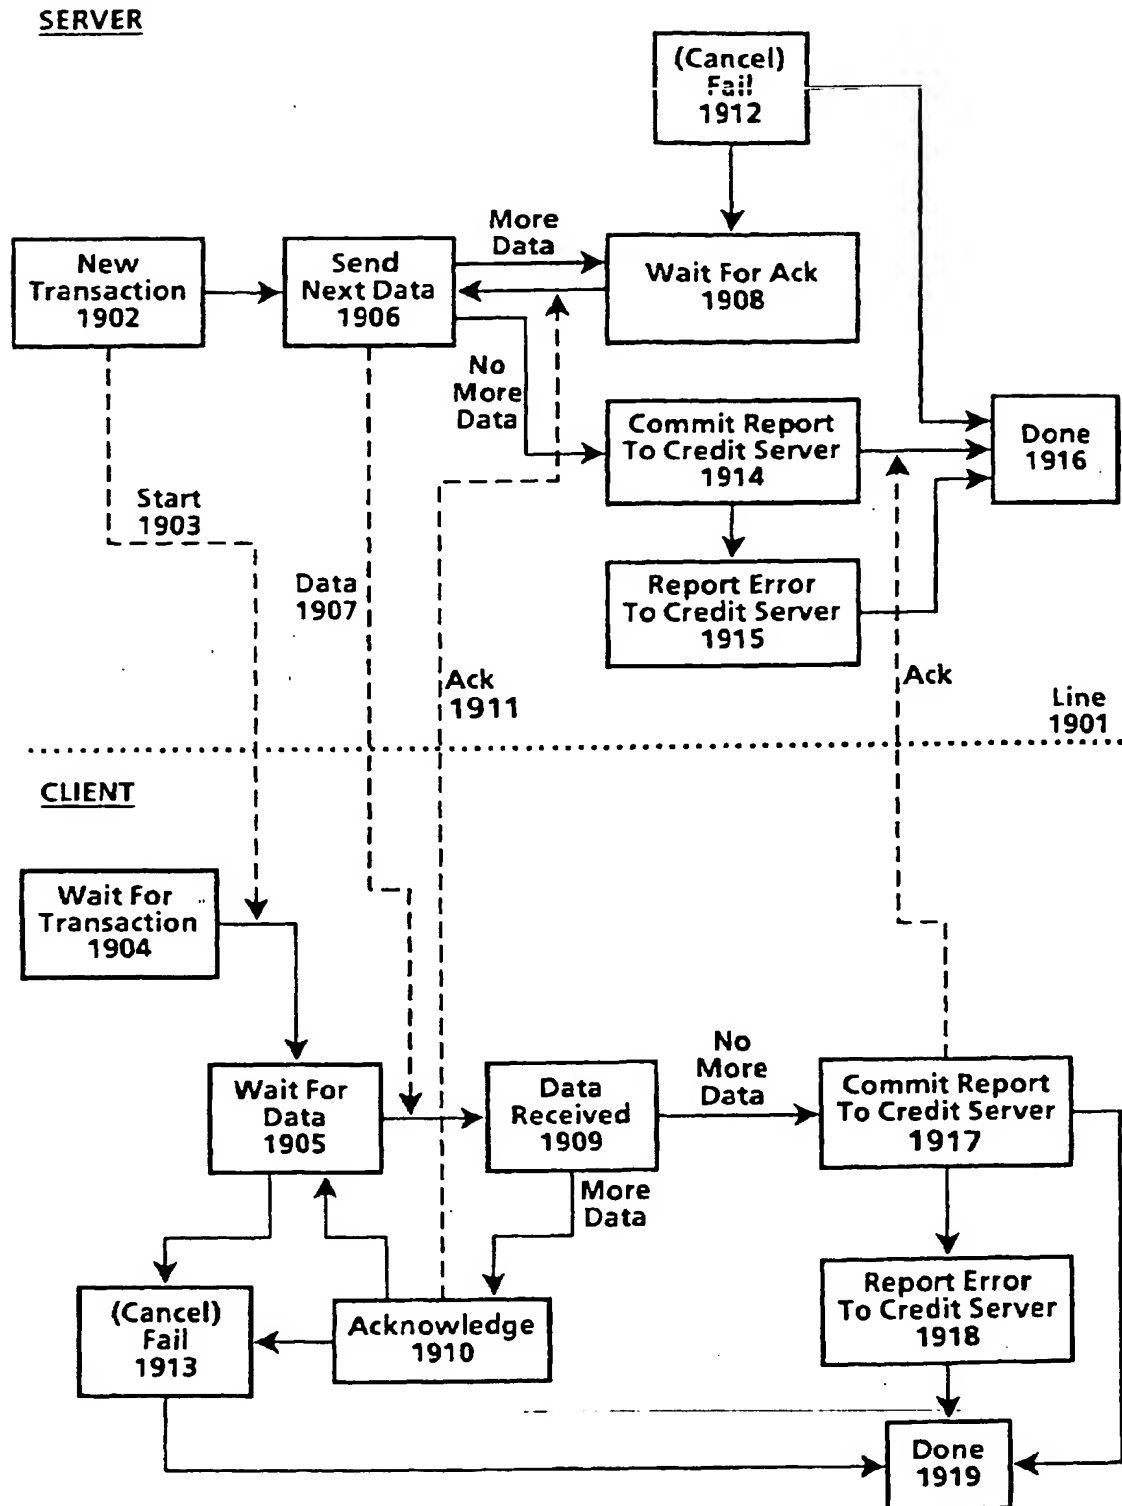 SERVER
(Cancel)
Fail
1912
New
Transaction
1902
Send
Next Data
1906
More
Data
Wait For Ack
1908
No
More
Data
Commit Report
To Credit Server
1914
Done
1916
Start
1903
Data
1907
Report Error
To Credit Server
1915
Ack
1911
Ack
Line
1901
CLIENT
Wait For
Transaction
1904
Wait For
Data
1905
Data
Received
1909
No
More
Data
Commit Report
To Credit Server
1917
More
Data
(Cancel)
Fail
1913
Acknowledge
1910
Report Error
To Credit Server
1918
Done
1919